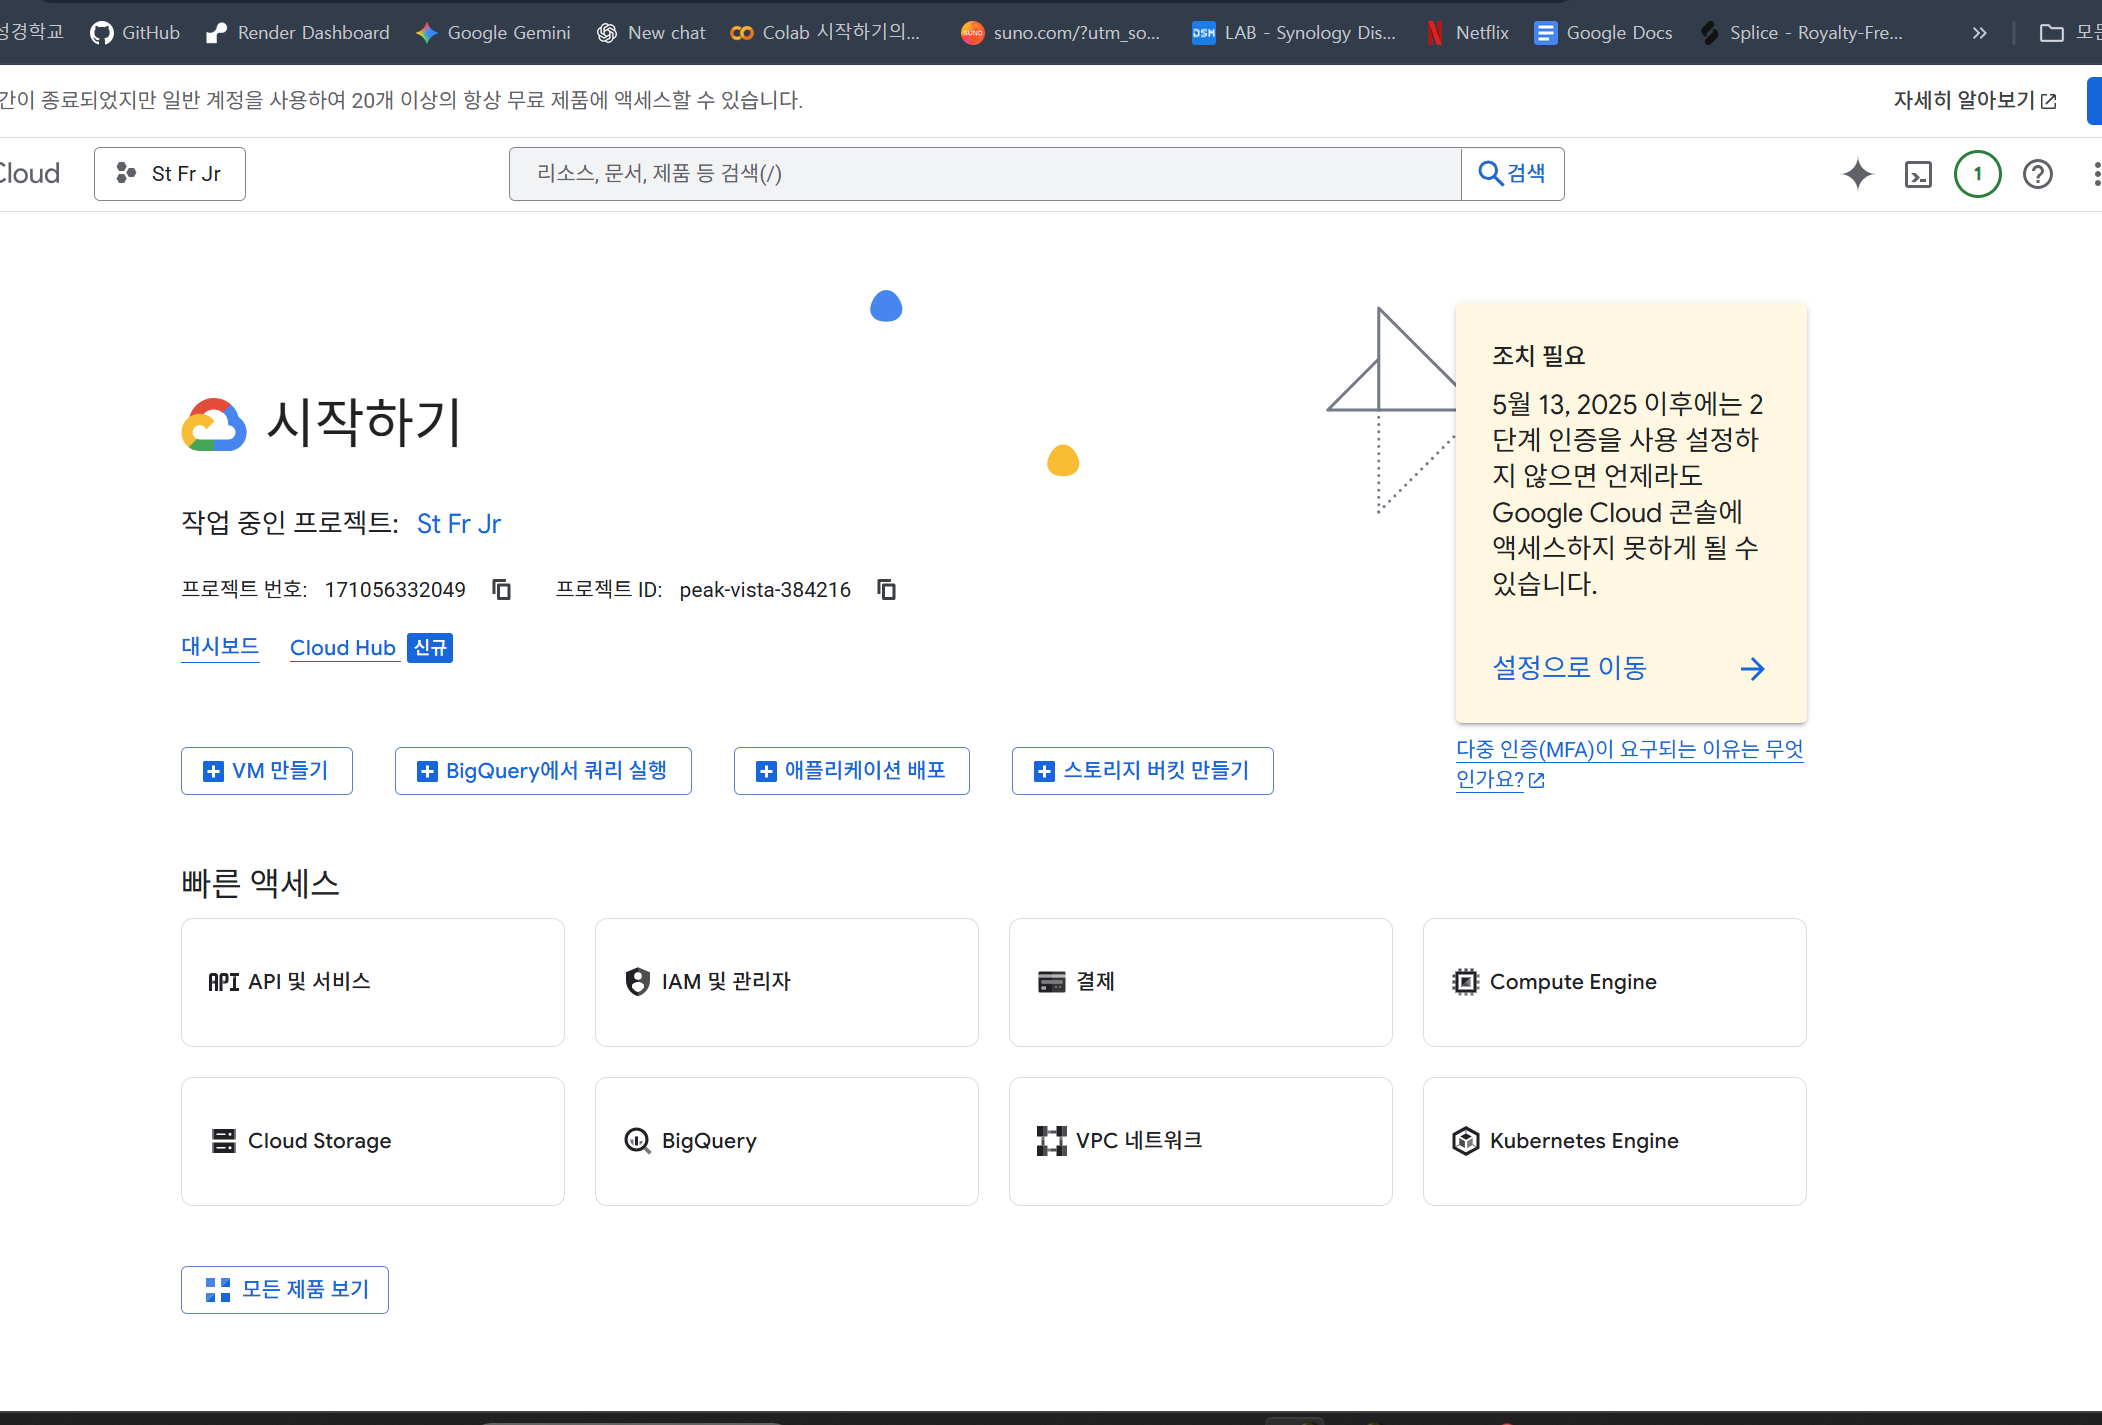 성경학교 GitHub Render Dashboard Google Gemini New chat Colab 시작하기의... suno.com/?utm_so... LAB - Synology Dis... Netflix Google Docs Splice - Royalty-Fre... »
간이 종료되었지만 일반 계정을 사용하여 20개 이상의 항상 무료 제품에 액세스할 수 있습니다. 자세히 알아보기
Cloud St Fr Jr 리소스, 문서, 제품 등 검색(/) 검색 1
시작하기
작업 중인 프로젝트: St Fr Jr
프로젝트 번호: 171056332049 프로젝트 ID: peak-vista-384216
대시보드 Cloud Hub 신규
조치 필요
5월 13, 2025 이후에는 2
단계 인증을 사용 설정하
지 않으면 언제라도
Google Cloud 콘솔에
액세스하지 못하게 될 수
있습니다.
설정으로 이동
다중 인증(MFA)이 요구되는 이유는 무엇
인가요?
VM 만들기 BigQuery에서 쿼리 실행 애플리케이션 배포 스토리지 버킷 만들기
빠른 액세스
API API 및 서비스 IAM 및 관리자 결제 Compute Engine
Cloud Storage BigQuery VPC 네트워크 Kubernetes Engine
모든 제품 보기